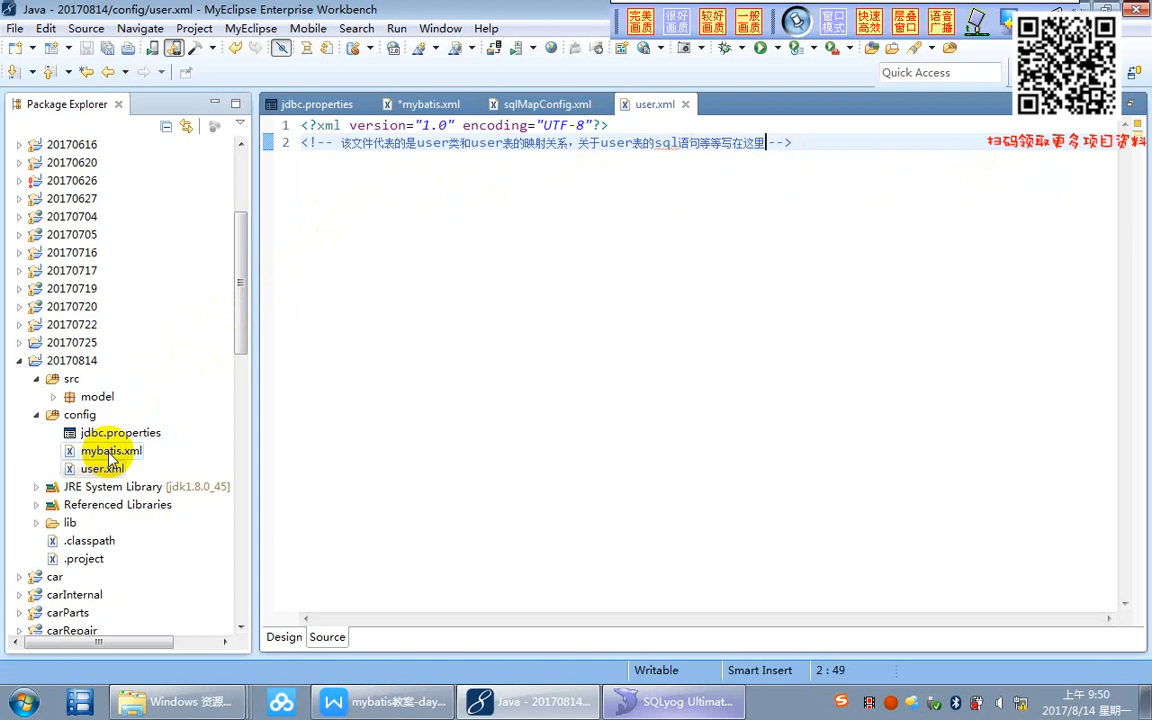 Java - 20170814/config/user.xml - MyEclipse Enterprise Workbench
完美画质 很好画质 较好画质 一般画质 窗口模式 快速高效 层叠窗口 语音广播
File Edit Source Navigate Project MyEclipse Mobile Search Run Window Help
Quick Access
Package Explorer
jdbc.properties *mybatis.xml sqlMapConfig.xml user.xml
1 <?xml version="1.0" encoding="UTF-8"?>
2 <!-- 该文件代表的是user类和user表的映射关系，关于user表的sql语句等等写在这里-->
扫码领取更多项目资料
20170616
20170620
20170626
20170627
20170704
20170705
20170716
20170717
20170719
20170720
20170722
20170725
20170814
src
model
config
jdbc.properties
mybatis.xml
user.xml
JRE System Library [jdk1.8.0_45]
Referenced Libraries
lib
.classpath
.project
car
carInternal
carParts
carRepair
Design Source
Writable Smart Insert 2 : 49
Windows 资源... mybatis教案-day... Java - 20170814... SQLyog Ultimat...
上午 9:50
2017/8/14 星期一